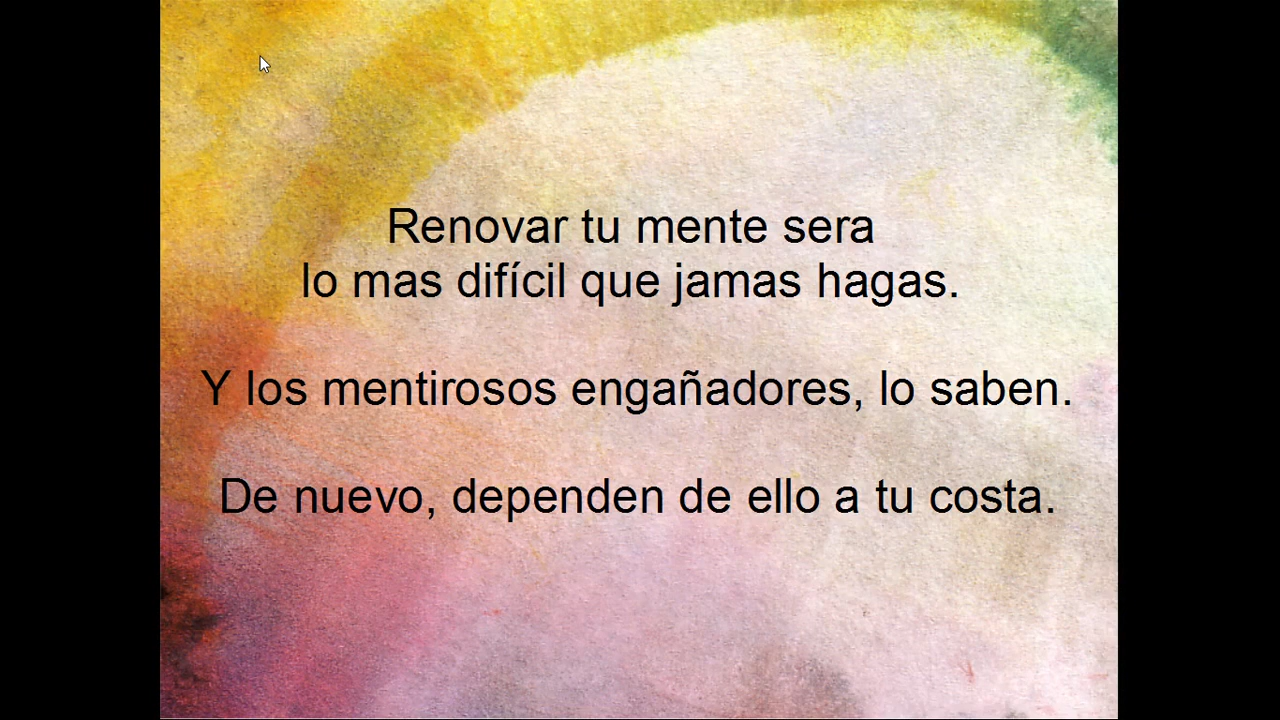 Renovar tu mente sera
lo mas difícil que jamas hagas.
Y los mentirosos engañadores, lo saben.
De nuevo, dependen de ello a tu costa.